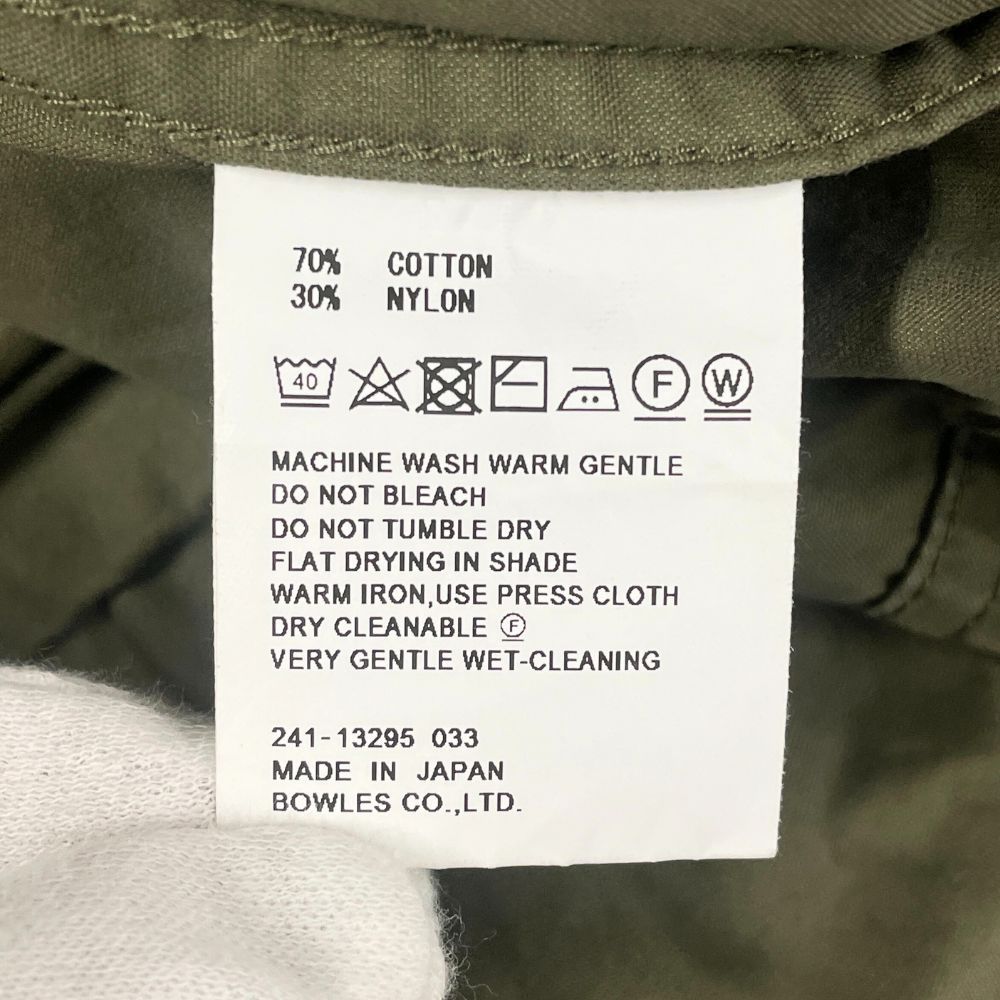 70% COTTON
30% NYLON
40 F W
MACHINE WASH WARM GENTLE
DO NOT BLEACH
DO NOT TUMBLE DRY
FLAT DRYING IN SHADE
WARM IRON,USE PRESS CLOTH
DRY CLEANABLE Ⓕ
VERY GENTLE WET-CLEANING
241-13295 033
MADE IN JAPAN
BOWLES CO.,LTD.